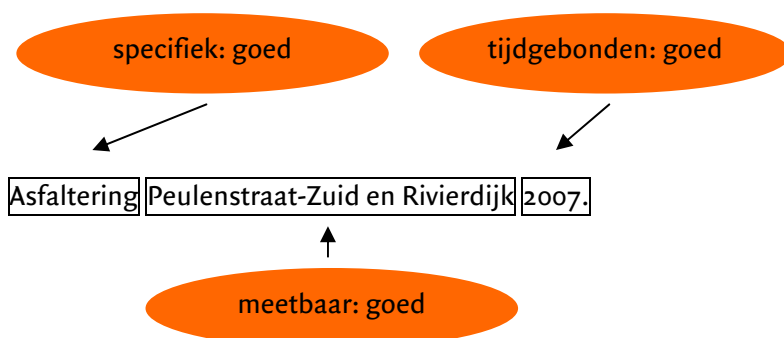 specifiek: goed
tijdgebonden: goed
Asfaltering Peulenstraat-Zuid en Rivierdijk 2007.
meetbaar: goed